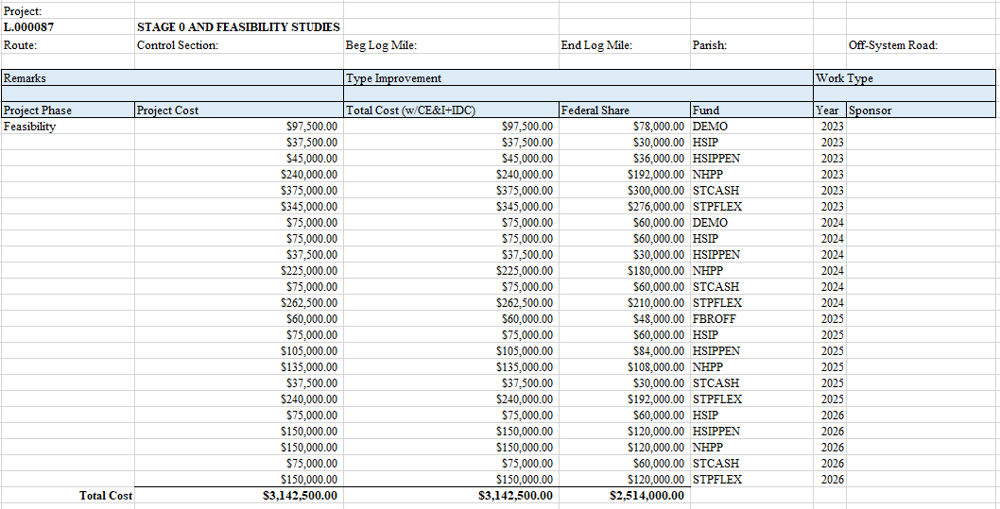 Project:
L.000087 STAGE 0 AND FEASIBILITY STUDIES
Route: Control Section: Beg Log Mile: End Log Mile: Parish: Off-System Road:
Remarks Type Improvement Work Type
Project Phase Project Cost Total Cost (w/CE&I+IDC) Federal Share Fund Year Sponsor
Feasibility $97,500.00 $97,500.00 $78,000.00 DEMO 2023
$37,500.00 $37,500.00 $30,000.00 HSIP 2023
$45,000.00 $45,000.00 $36,000.00 HSIPPEN 2023
$240,000.00 $240,000.00 $192,000.00 NHPP 2023
$375,000.00 $375,000.00 $300,000.00 STCASH 2023
$345,000.00 $345,000.00 $276,000.00 STPFLEX 2023
$75,000.00 $75,000.00 $60,000.00 DEMO 2024
$75,000.00 $75,000.00 $60,000.00 HSIP 2024
$37,500.00 $37,500.00 $30,000.00 HSIPPEN 2024
$225,000.00 $225,000.00 $180,000.00 NHPP 2024
$75,000.00 $75,000.00 $60,000.00 STCASH 2024
$262,500.00 $262,500.00 $210,000.00 STPFLEX 2024
$60,000.00 $60,000.00 $48,000.00 FBROFF 2025
$75,000.00 $75,000.00 $60,000.00 HSIP 2025
$105,000.00 $105,000.00 $84,000.00 HSIPPEN 2025
$135,000.00 $135,000.00 $108,000.00 NHPP 2025
$37,500.00 $37,500.00 $30,000.00 STCASH 2025
$240,000.00 $240,000.00 $192,000.00 STPFLEX 2025
$75,000.00 $75,000.00 $60,000.00 HSIP 2026
$150,000.00 $150,000.00 $120,000.00 HSIPPEN 2026
$150,000.00 $150,000.00 $120,000.00 NHPP 2026
$75,000.00 $75,000.00 $60,000.00 STCASH 2026
$150,000.00 $150,000.00 $120,000.00 STPFLEX 2026
Total Cost $3,142,500.00 $3,142,500.00 $2,514,000.00